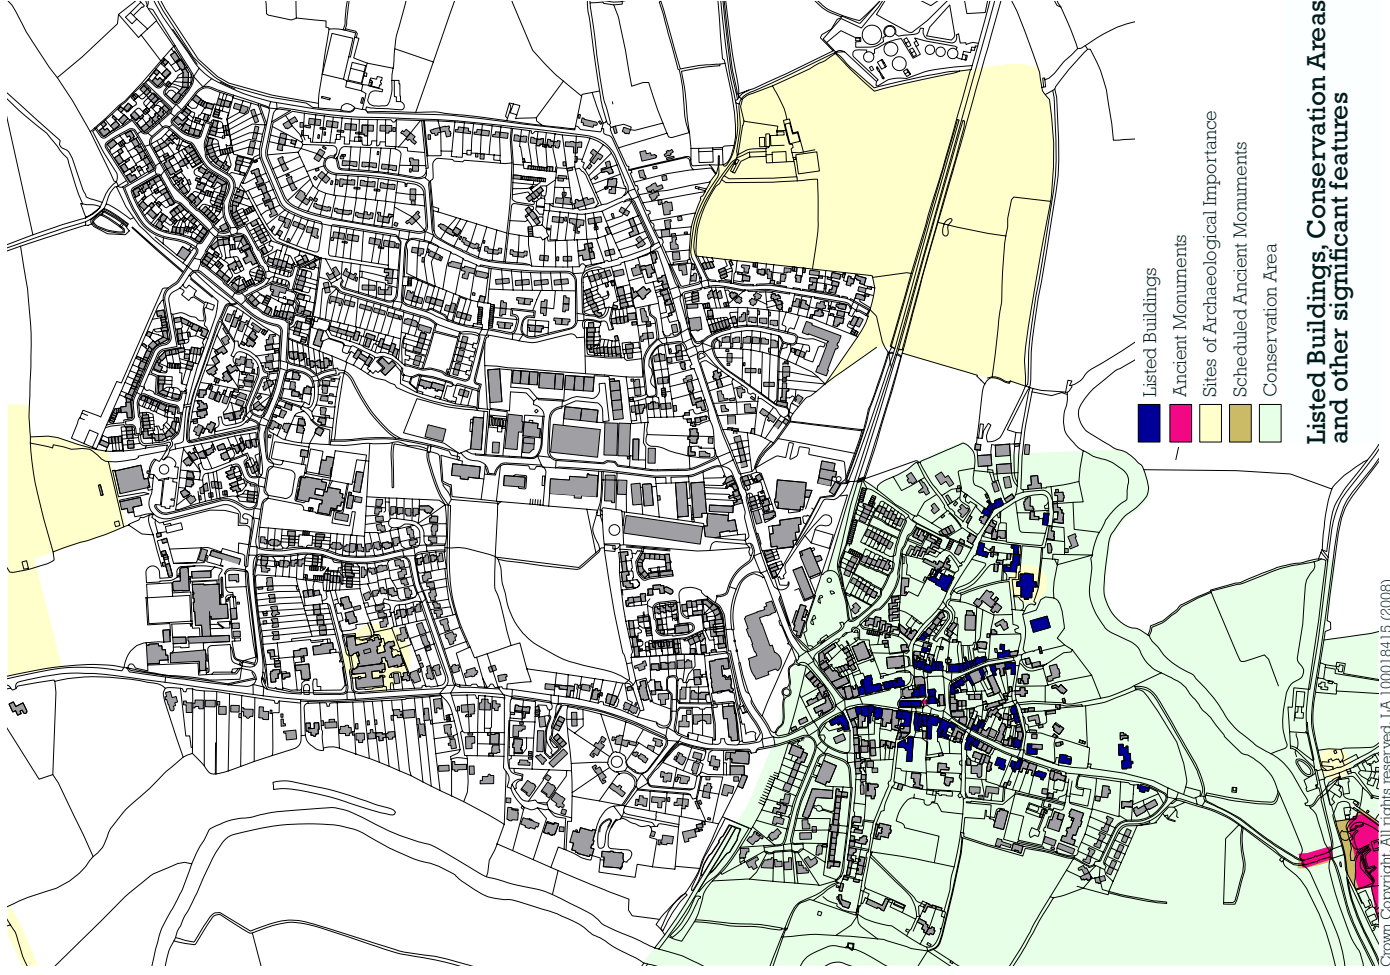 Listed Buildings
Ancient Monuments
Sites of Archaeological Importance
Scheduled Ancient Monuments
Conservation Area
Listed Buildings, Conservation Areas
and other significant features
Crown Copyright. All rights reserved. LA 100018416 (2008)